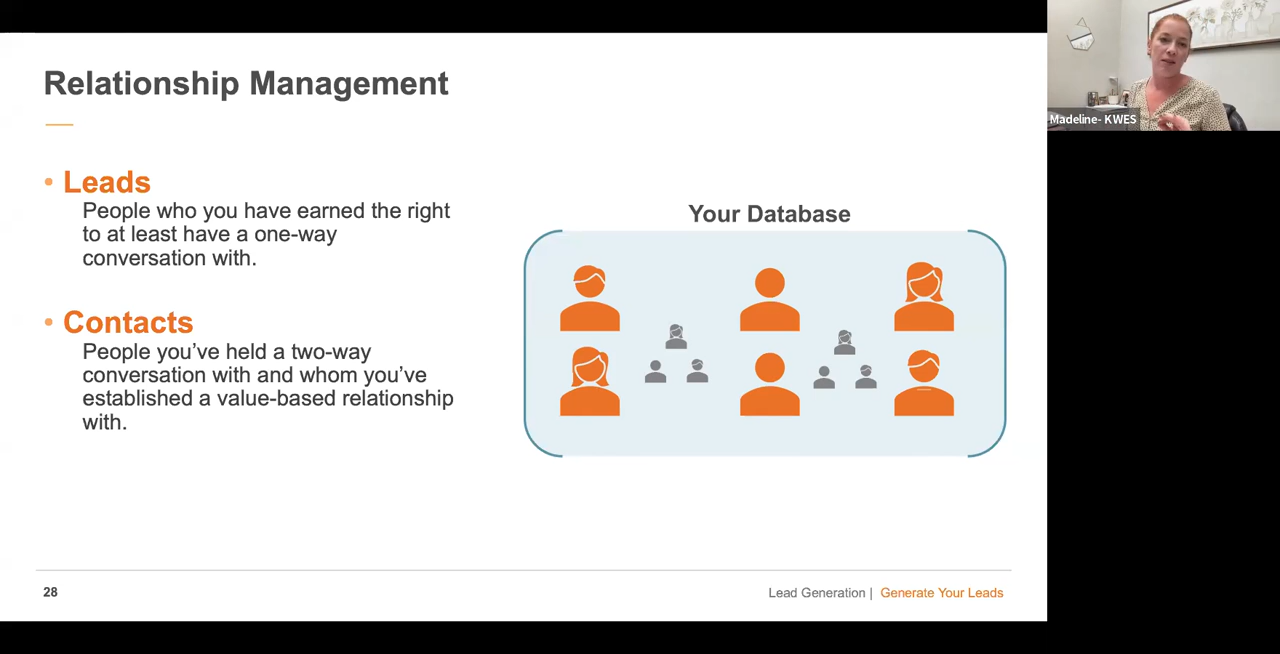 Relationship Management
• Leads
People who you have earned the right
to at least have a one-way
conversation with.
• Contacts
People you’ve held a two-way
conversation with and whom you’ve
established a value-based relationship
with.
Your Database
28
Lead Generation | Generate Your Leads
Madeline- KWES